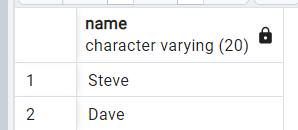 name
character varying (20)
1 Steve
2 Dave